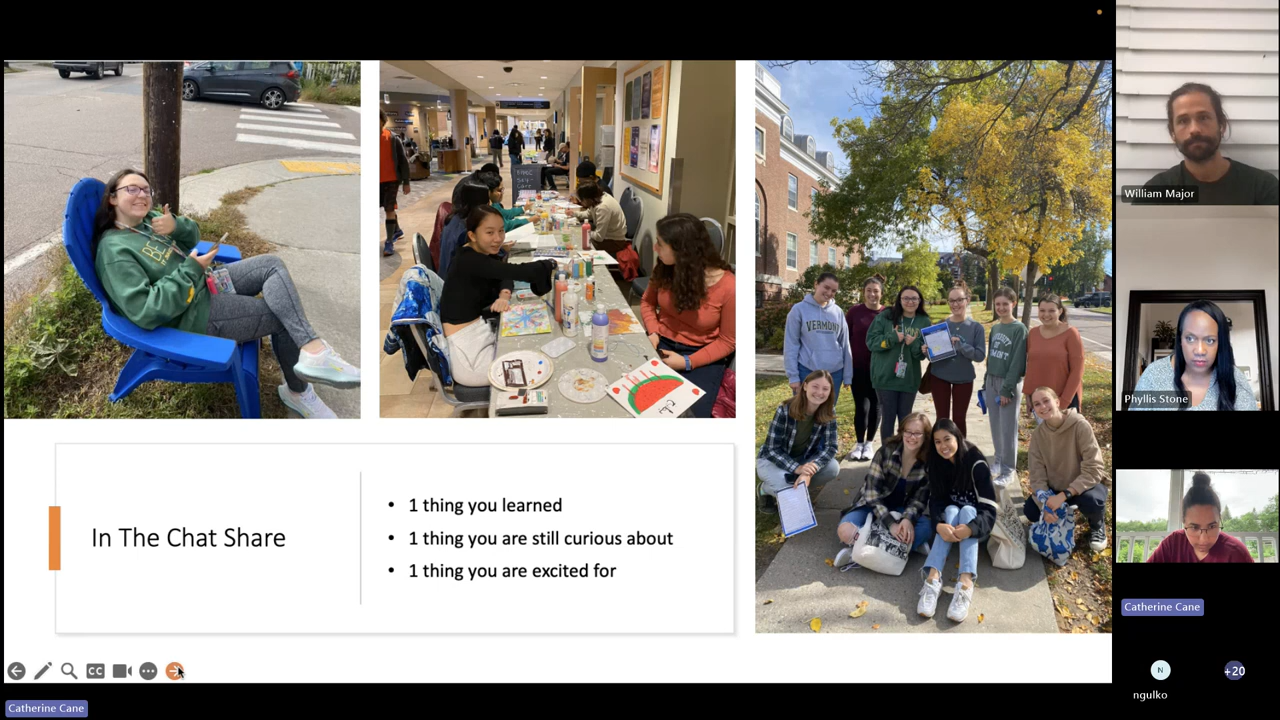 William Major
Phyllis Stone
VERMONT
In The Chat Share
• 1 thing you learned
• 1 thing you are still curious about
• 1 thing you are excited for
CC
Catherine Cane
N
+20
ngulko
Catherine Cane